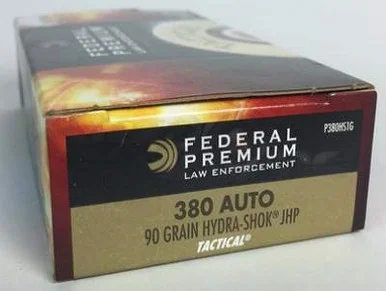 P380HS1G
FEDERAL
PREMIUM
LAW ENFORCEMENT
380 AUTO
90 GRAIN HYDRA-SHOK® JHP
TACTICAL®